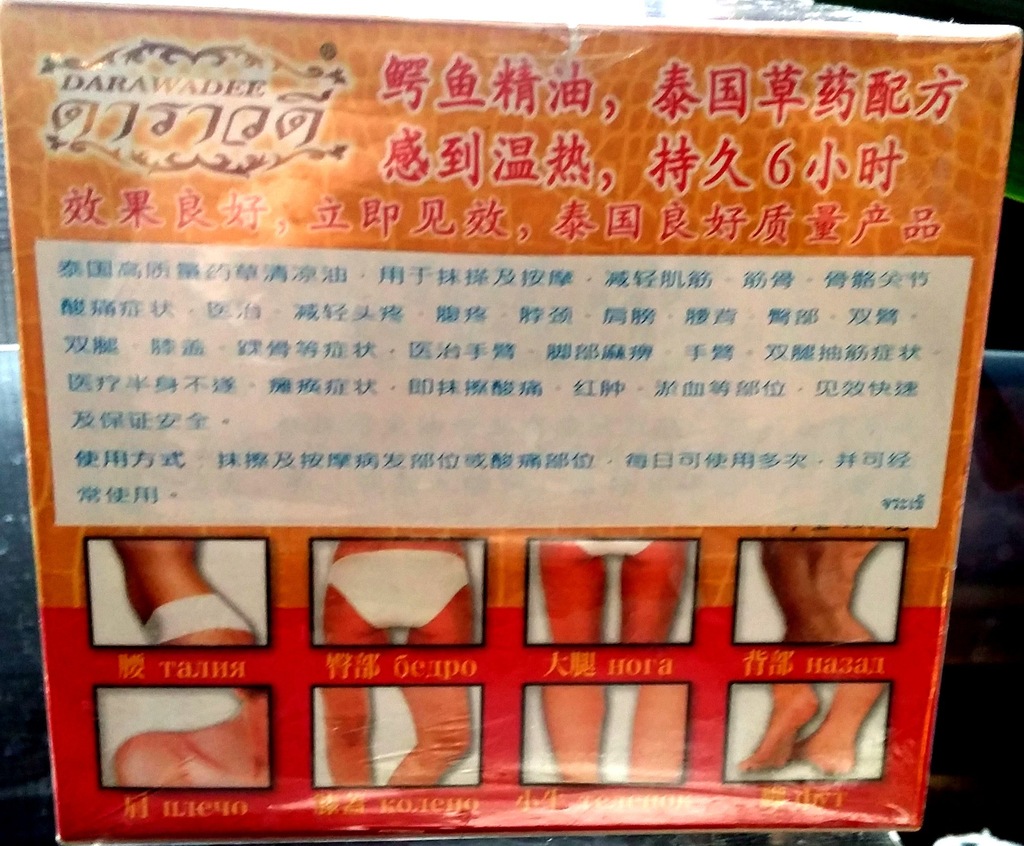 DARAWADEE ®
ดาราวดี
鳄鱼精油，泰国草药配方
感到温热，持久6小时
效果良好，立即见效，泰国良好质量产品
泰国高质量药草清凉油，用于抹擦及按摩，减轻肌筋，筋骨，骨骼关节
酸痛症状，医治，减轻头疼，腹疼，脖颈，肩膀，腰背，臀部，双臂，
双腿，膝盖，踝骨等症状，医治手臂，脚部麻痹，手臂，双腿抽筋症状，
医疗半身不遂，瘫痪症状，即抹擦酸痛，红肿，淤血等部位，见效快速
及保证安全。
使用方式，抹擦及按摩病发部位或酸痛部位，每日可使用多次，并可经
常使用。
จระเข้
腰 талия
臀部 бедро
大腿 нога
背部 назад
肩 плечо
膝盖 колено
小牛